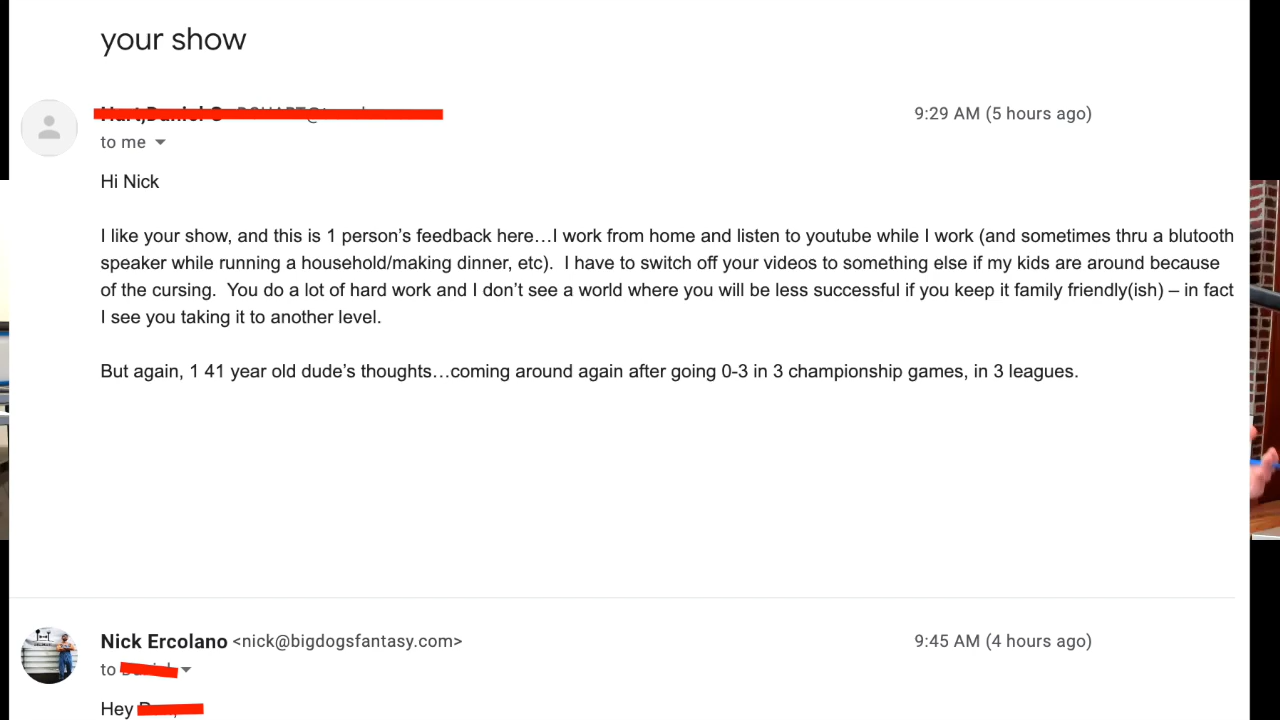 your show
9:29 AM (5 hours ago)
to me
Hi Nick
I like your show, and this is 1 person’s feedback here…I work from home and listen to youtube while I work (and sometimes thru a blutooth
speaker while running a household/making dinner, etc).  I have to switch off your videos to something else if my kids are around because
of the cursing.  You do a lot of hard work and I don’t see a world where you will be less successful if you keep it family friendly(ish) – in fact
I see you taking it to another level.
But again, 1 41 year old dude’s thoughts…coming around again after going 0-3 in 3 championship games, in 3 leagues.
Nick Ercolano <nick@bigdogsfantasy.com> 9:45 AM (4 hours ago)
to
Hey